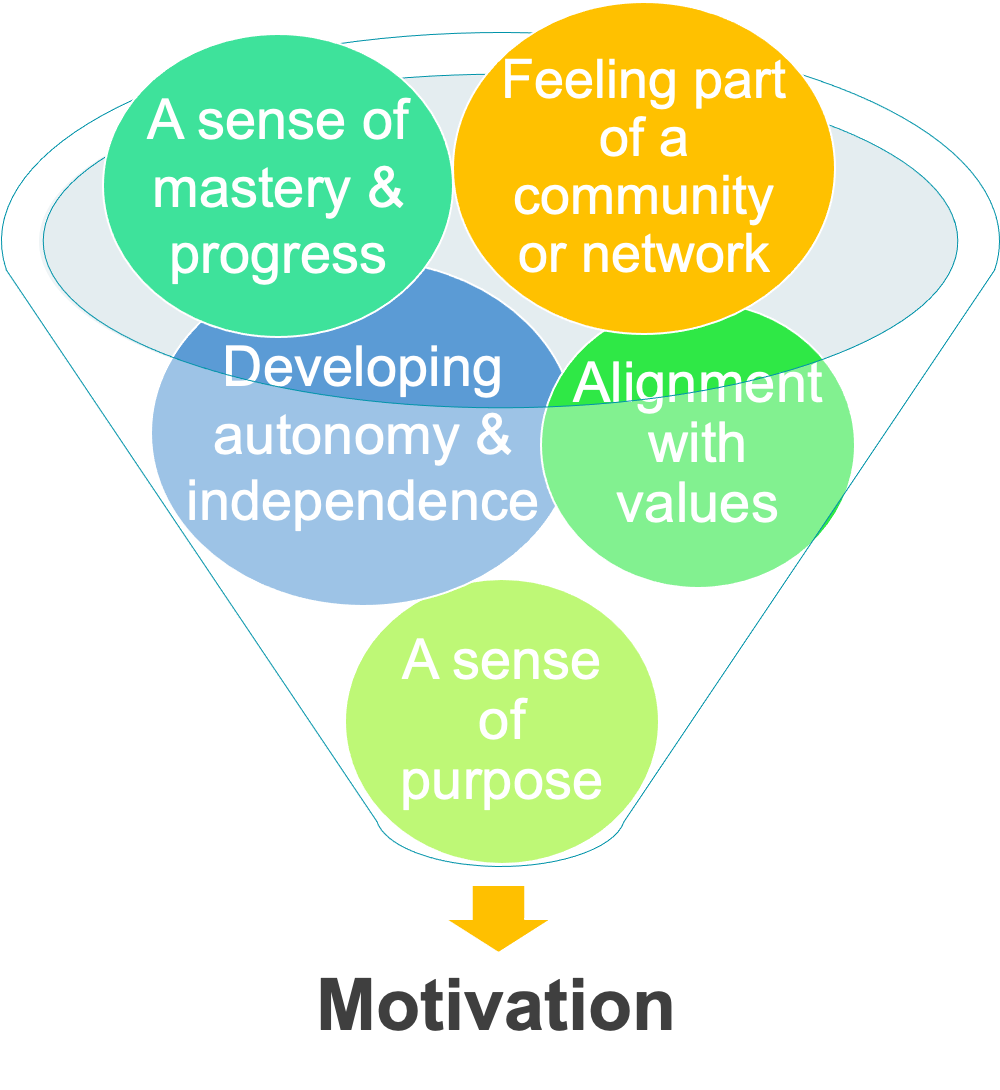 A sense of
mastery &
progress
Feeling part
of a
community
or network
Developing
autonomy &
independence
Alignment
with
values
A sense
of
purpose
Motivation